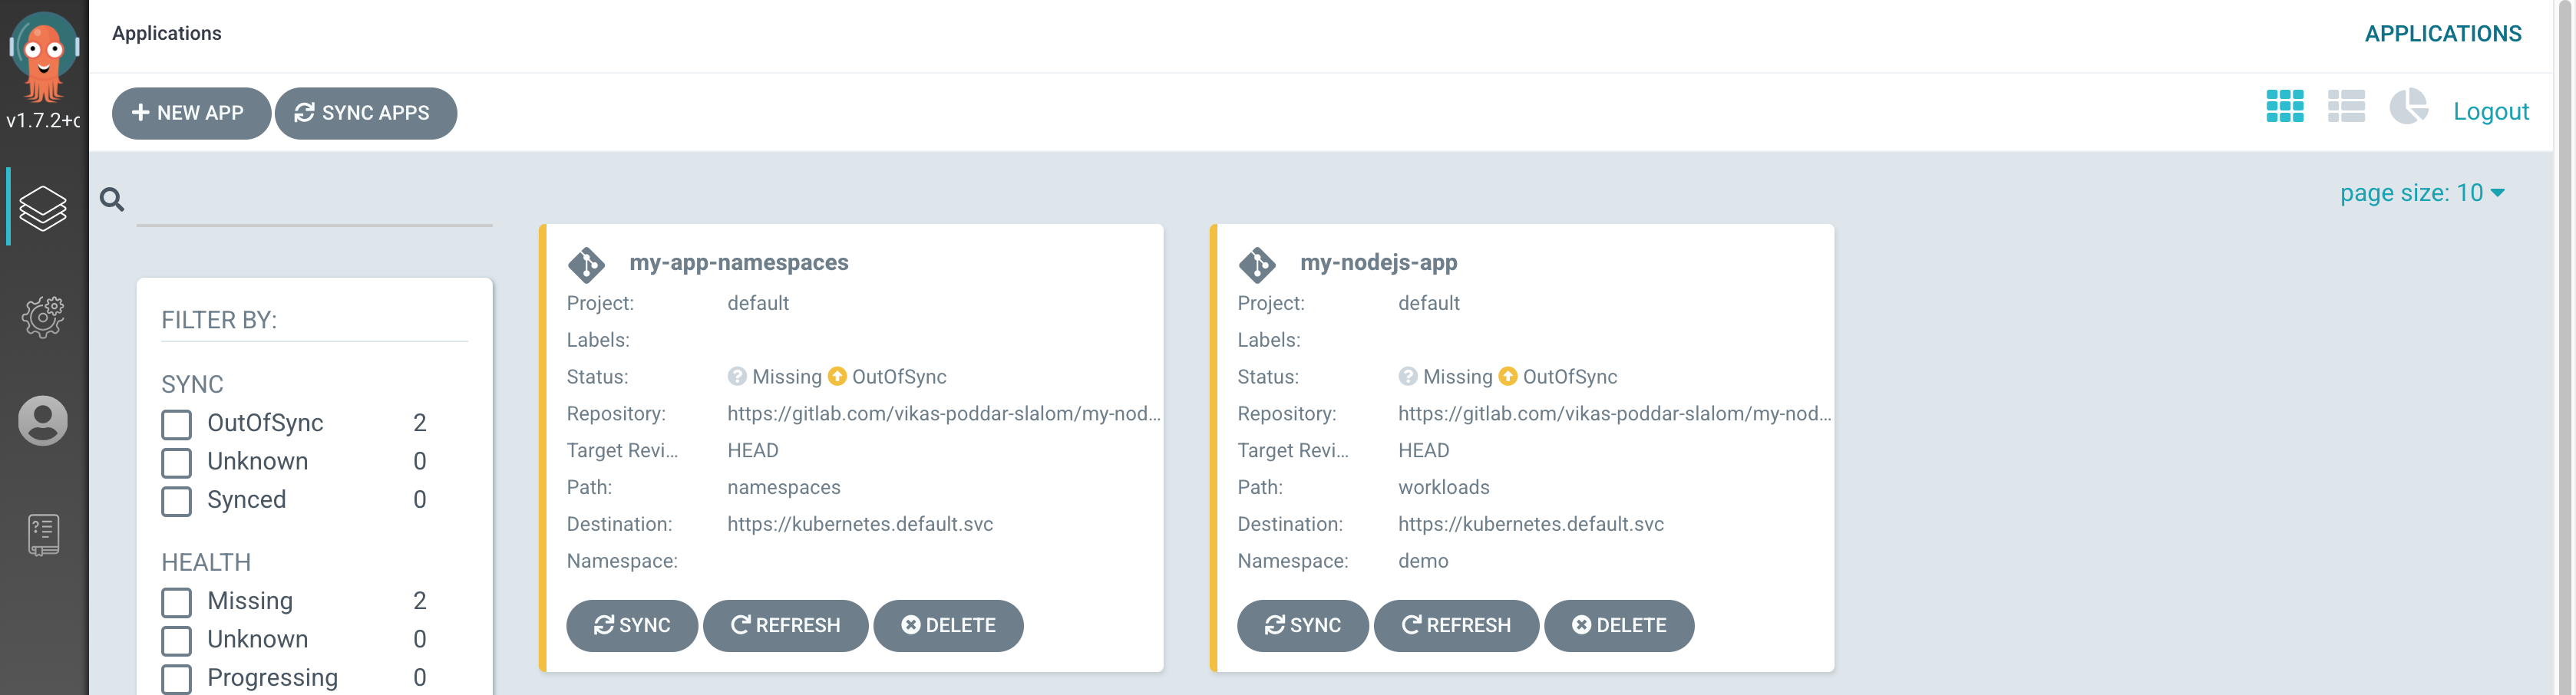 Applications
APPLICATIONS
v1.7.2+c
NEW APP
SYNC APPS
Logout
page size: 10
FILTER BY:
SYNC
OutOfSync 2
Unknown 0
Synced 0
HEALTH
Missing 2
Unknown 0
Progressing 0
my-app-namespaces
Project: default
Labels:
Status: Missing OutOfSync
Repository: https://gitlab.com/vikas-poddar-slalom/my-nod...
Target Revi... HEAD
Path: namespaces
Destination: https://kubernetes.default.svc
Namespace:
SYNC REFRESH DELETE
my-nodejs-app
Project: default
Labels:
Status: Missing OutOfSync
Repository: https://gitlab.com/vikas-poddar-slalom/my-nod...
Target Revi... HEAD
Path: workloads
Destination: https://kubernetes.default.svc
Namespace: demo
SYNC REFRESH DELETE